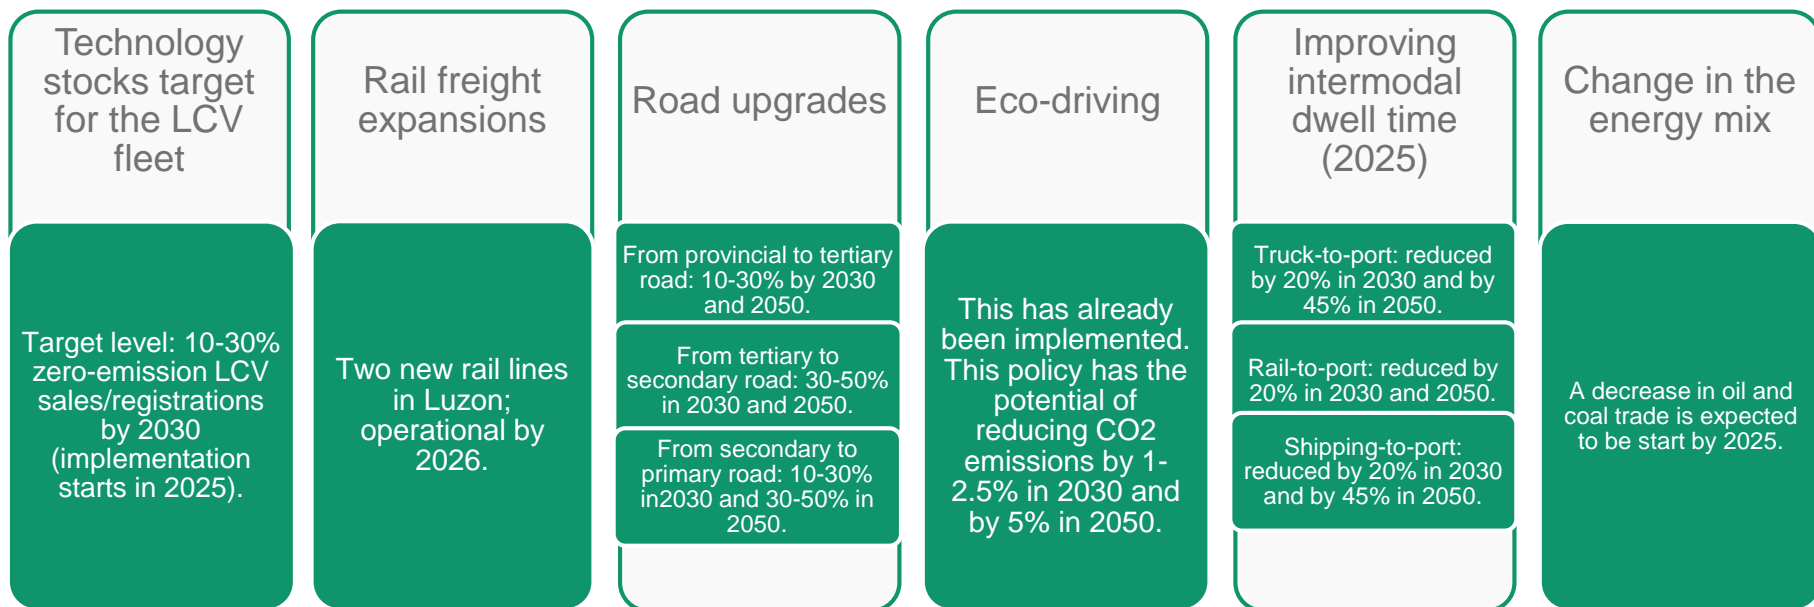 Technology
stocks target
for the LCV
fleet
Target level: 10-30%
zero-emission LCV
sales/registrations
by 2030
(implementation
starts in 2025).
Rail freight
expansions
Two new rail lines
in Luzon;
operational by
2026.
Road upgrades
From provincial to tertiary
road: 10-30% by 2030
and 2050.
From tertiary to
secondary road: 30-50%
in 2030 and 2050.
From secondary to
primary road: 10-30%
in2030 and 30-50% in
2050.
Eco-driving
This has already
been implemented.
This policy has the
potential of
reducing CO2
emissions by 1-
2.5% in 2030 and
by 5% in 2050.
Improving
intermodal
dwell time
(2025)
Truck-to-port: reduced
by 20% in 2030 and by
45% in 2050.
Rail-to-port: reduced by
20% in 2030 and 2050.
Shipping-to-port:
reduced by 20% in 2030
and by 45% in 2050.
Change in the
energy mix
A decrease in oil and
coal trade is expected
to be start by 2025.